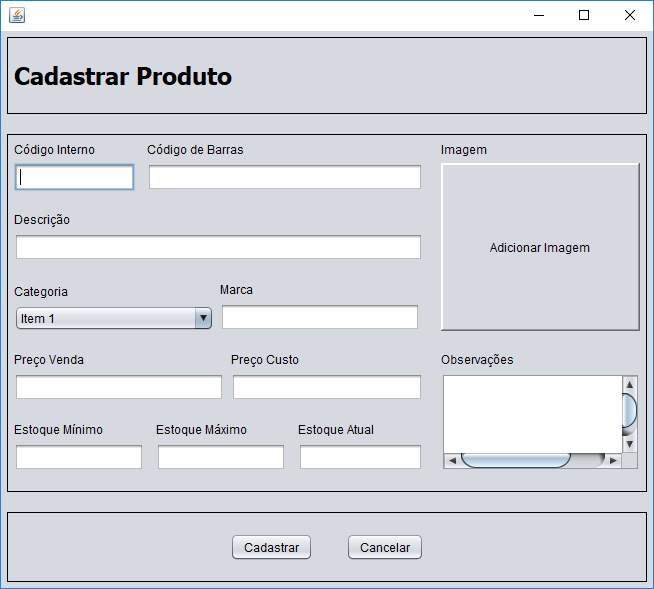 Cadastrar Produto
Código Interno
Código de Barras
Imagem
Adicionar Imagem
Descrição
Categoria
Marca
Item 1
Preço Venda
Preço Custo
Observações
Estoque Mínimo
Estoque Máximo
Estoque Atual
Cadastrar
Cancelar